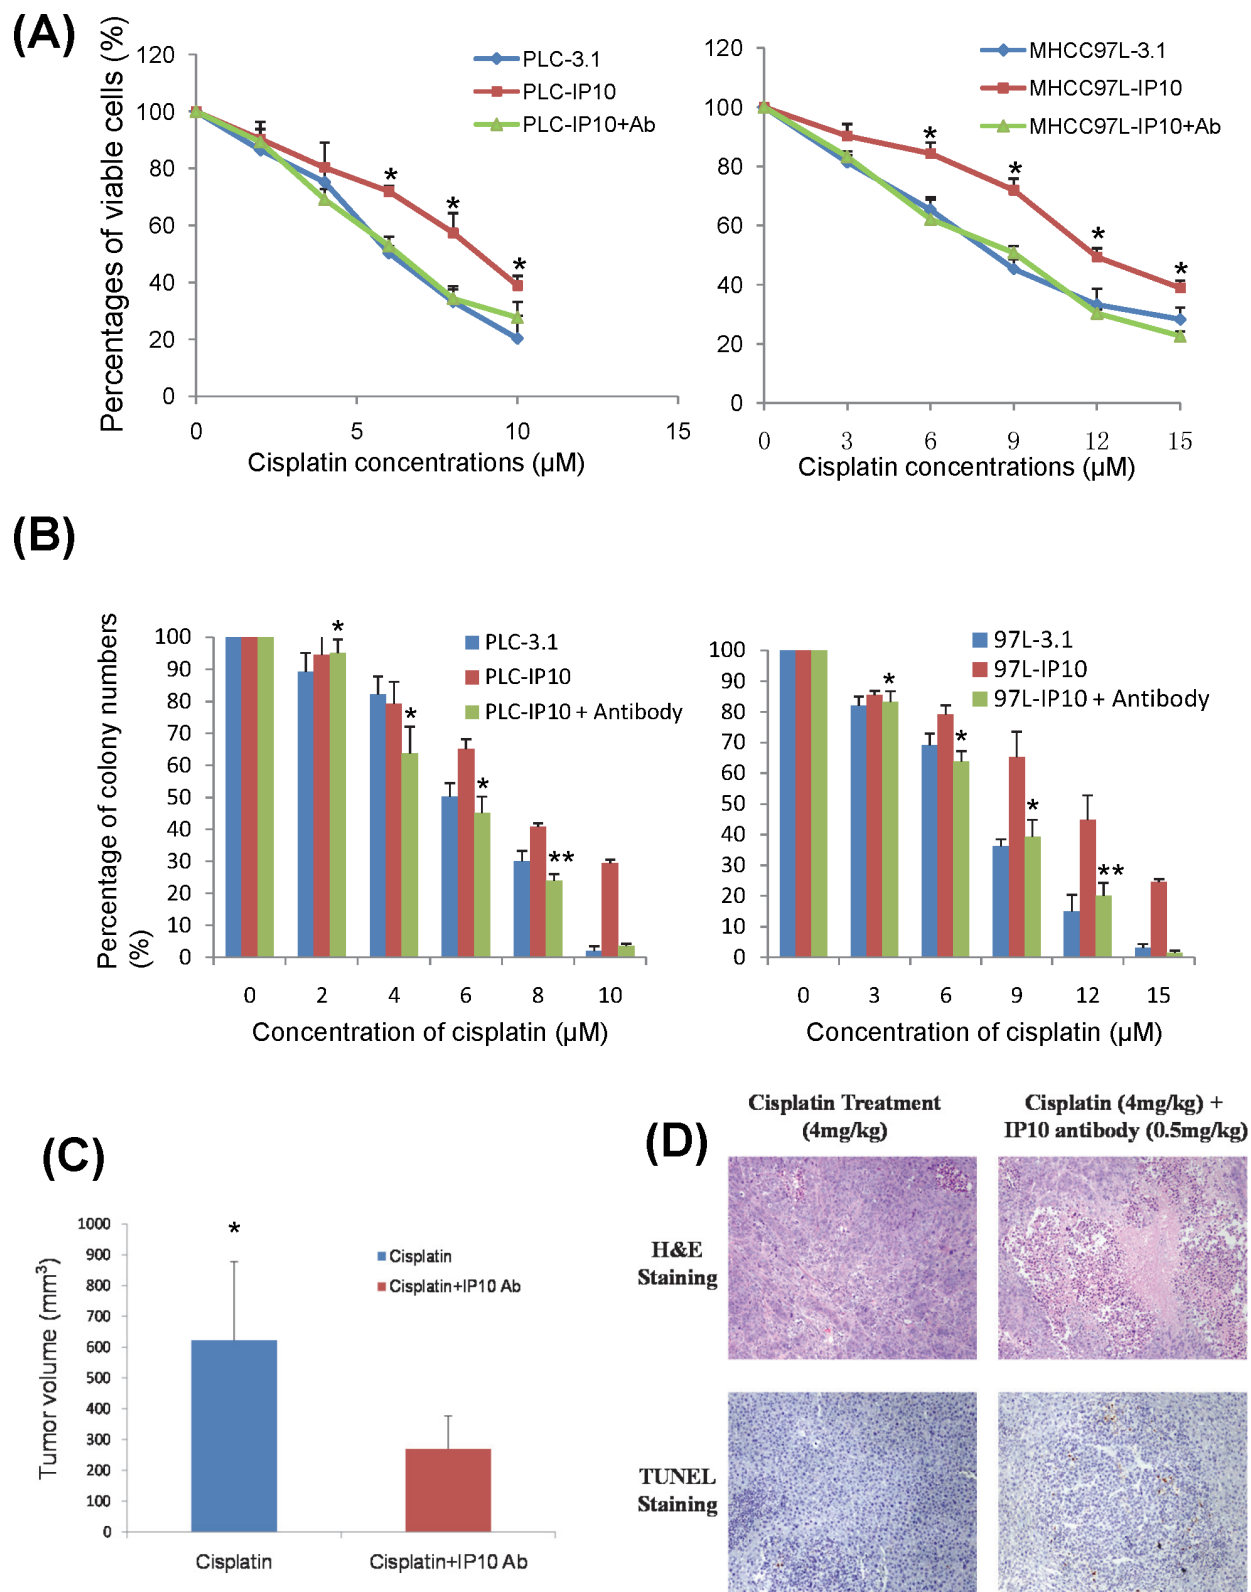 (A)
Percentages of viable cells (%)
120
100
80
60
40
20
0
PLC-3.1
PLC-IP10
PLC-IP10+Ab
*
*
*
0
5
10
15
Cisplatin concentrations (µM)
120
100
80
60
40
20
0
MHCC97L-3.1
MHCC97L-IP10
MHCC97L-IP10+Ab
*
*
*
*
0
3
6
9
12
15
Cisplatin concentrations (µM)
(B)
Percentage of colony numbers
(%)
100
90
80
70
60
50
40
30
20
10
0
PLC-3.1
PLC-IP10
PLC-IP10 + Antibody
*
*
*
**
0
2
4
6
8
10
Concentration of cisplatin (µM)
100
90
80
70
60
50
40
30
20
10
0
97L-3.1
97L-IP10
97L-IP10 + Antibody
*
*
*
**
0
3
6
9
12
15
Concentration of cisplatin (µM)
(C)
Tumor volume (mm³)
1000
900
800
700
600
500
400
300
200
100
0
*
Cisplatin
Cisplatin+IP10 Ab
Cisplatin
Cisplatin+IP10 Ab
(D)
Cisplatin Treatment
(4mg/kg)
Cisplatin (4mg/kg) +
IP10 antibody (0.5mg/kg)
H&E
Staining
TUNEL
Staining